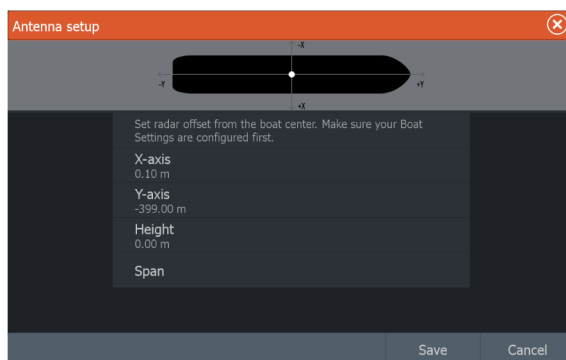 Antenna setup
-X
-Y
+Y
+X
Set radar offset from the boat center. Make sure your Boat
Settings are configured first.
X-axis
0.10 m
Y-axis
-399.00 m
Height
0.00 m
Span
Save
Cancel